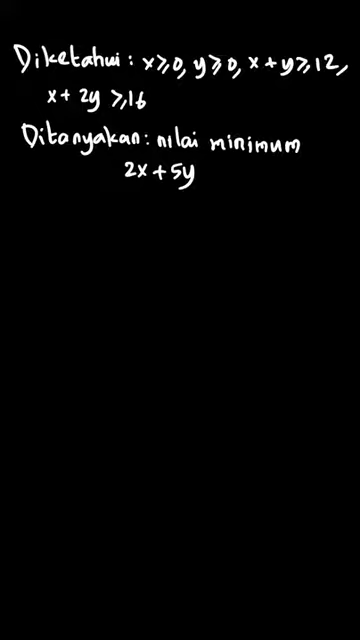 Diketahui: x ≥ 0, y ≥ 0, x + y ≥ 12,
x + 2y ≥ 16
Ditanyakan: nilai minimum
2x + 5y